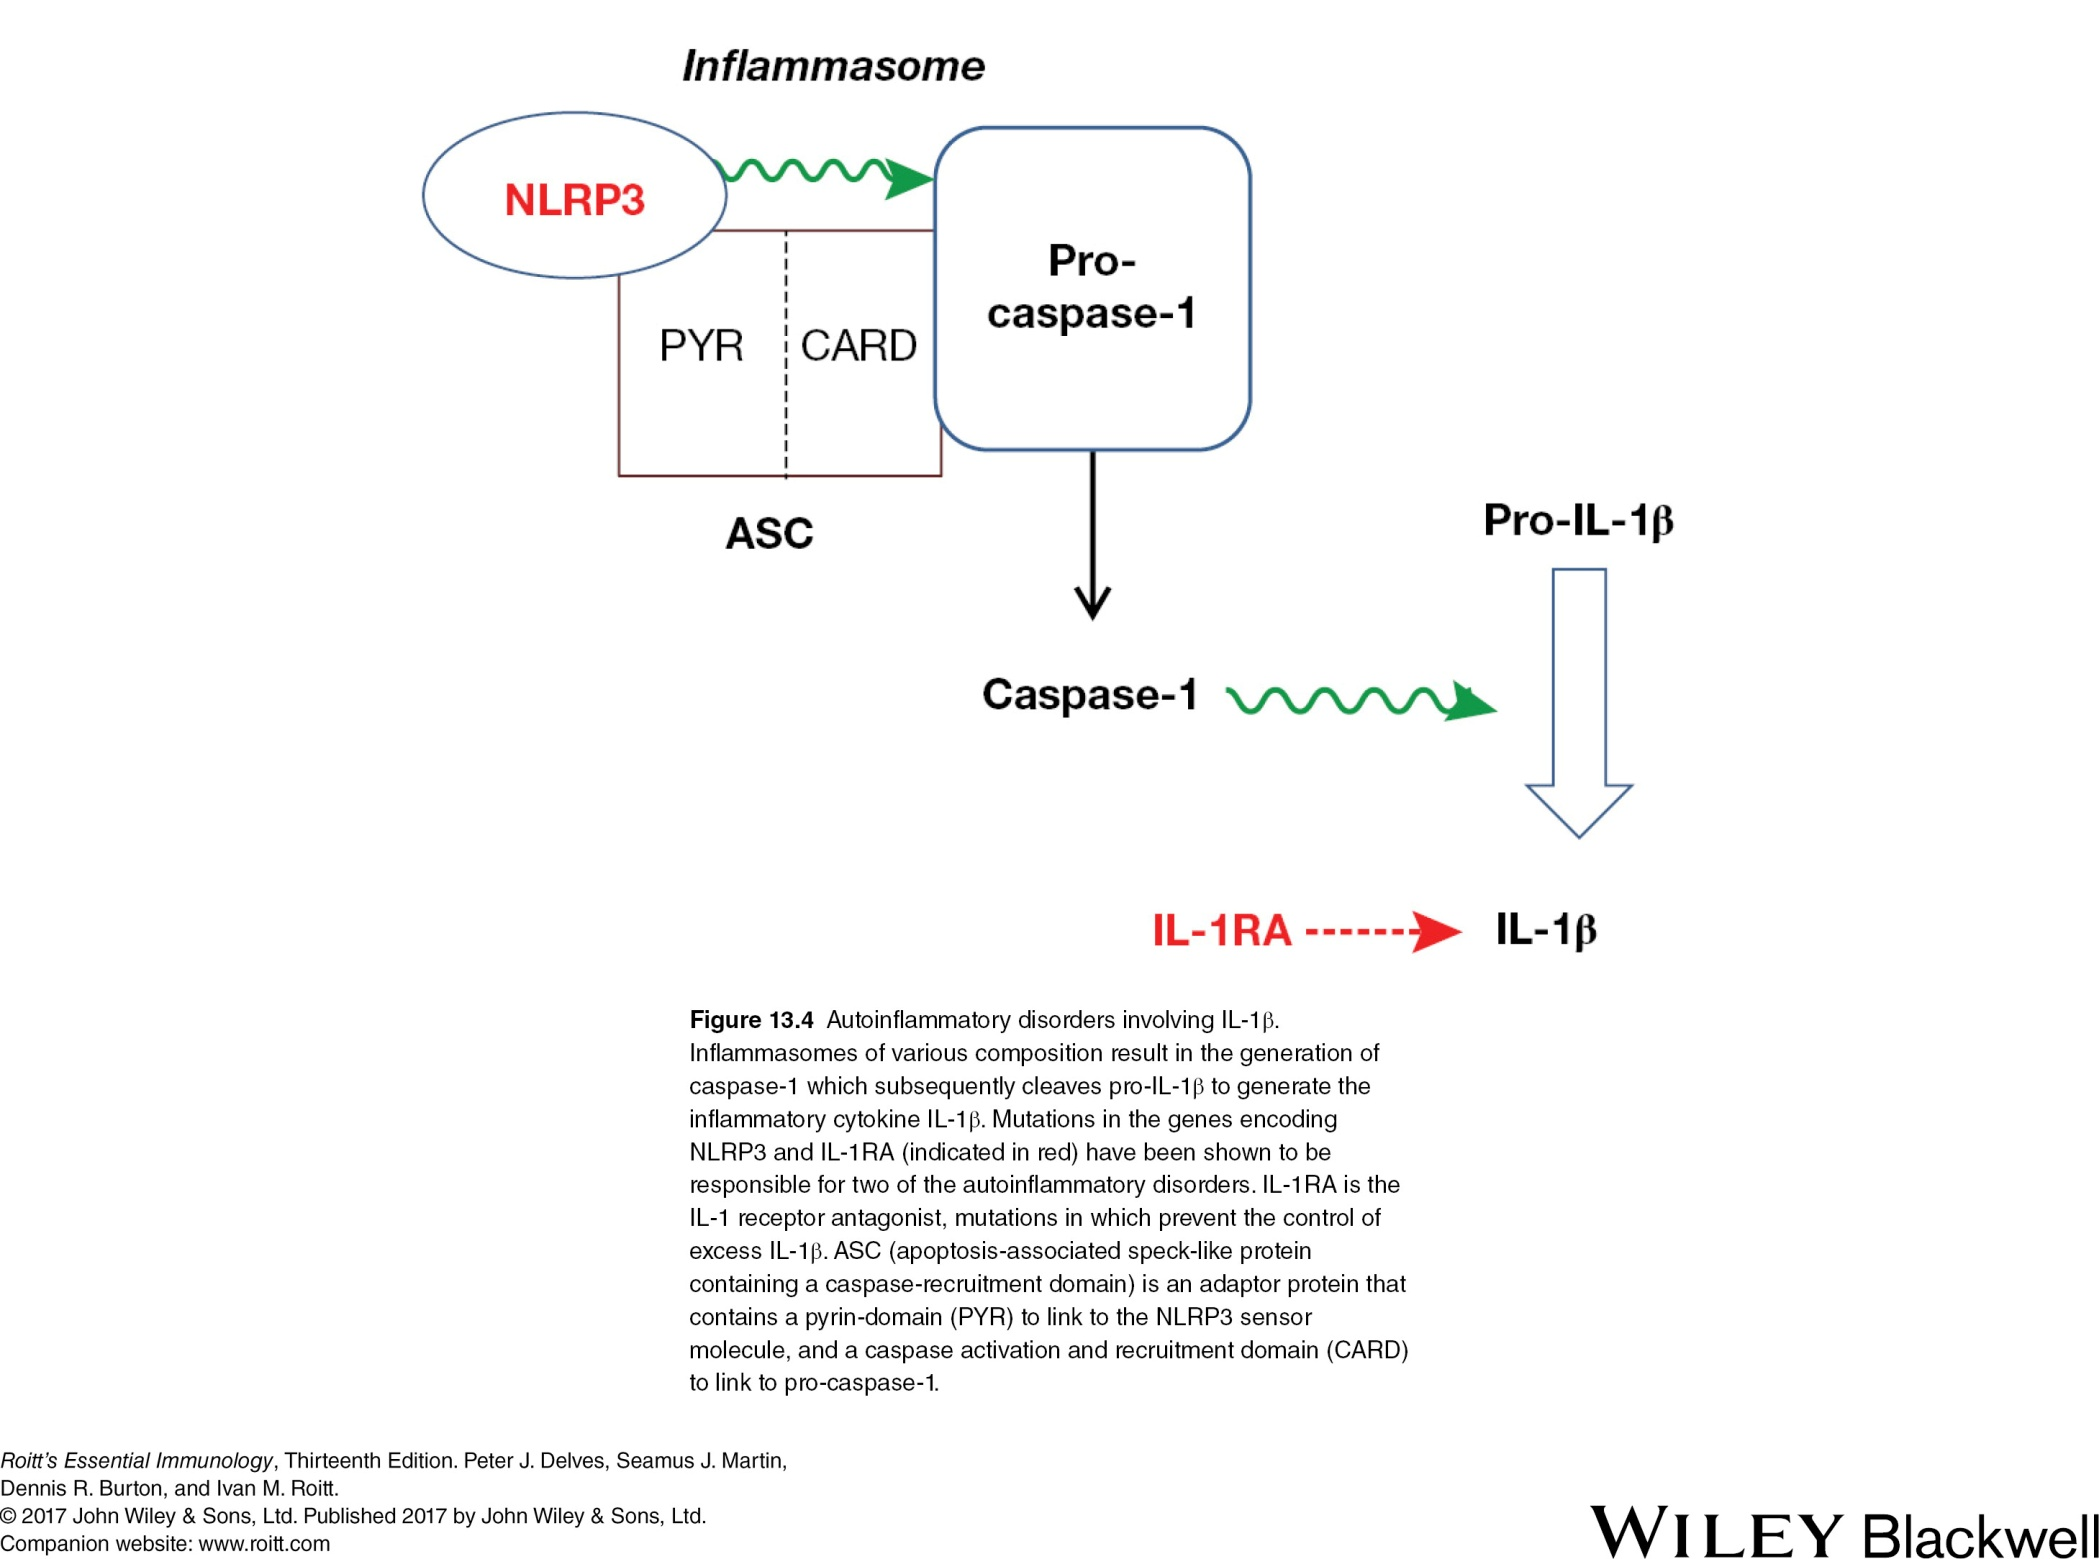 Inflammasome
NLRP3
Pro-
caspase-1
PYR
CARD
ASC
Pro-IL-1β
Caspase-1
IL-1RA
IL-1β
Figure 13.4 Autoinflammatory disorders involving IL-1β.
Inflammasomes of various composition result in the generation of
caspase-1 which subsequently cleaves pro-IL-1β to generate the
inflammatory cytokine IL-1β. Mutations in the genes encoding
NLRP3 and IL-1RA (indicated in red) have been shown to be
responsible for two of the autoinflammatory disorders. IL-1RA is the
IL-1 receptor antagonist, mutations in which prevent the control of
excess IL-1β. ASC (apoptosis-associated speck-like protein
containing a caspase-recruitment domain) is an adaptor protein that
contains a pyrin-domain (PYR) to link to the NLRP3 sensor
molecule, and a caspase activation and recruitment domain (CARD)
to link to pro-caspase-1.
Roitt's Essential Immunology, Thirteenth Edition. Peter J. Delves, Seamus J. Martin,
Dennis R. Burton, and Ivan M. Roitt.
© 2017 John Wiley & Sons, Ltd. Published 2017 by John Wiley & Sons, Ltd.
Companion website: www.roitt.com
WILEY Blackwell